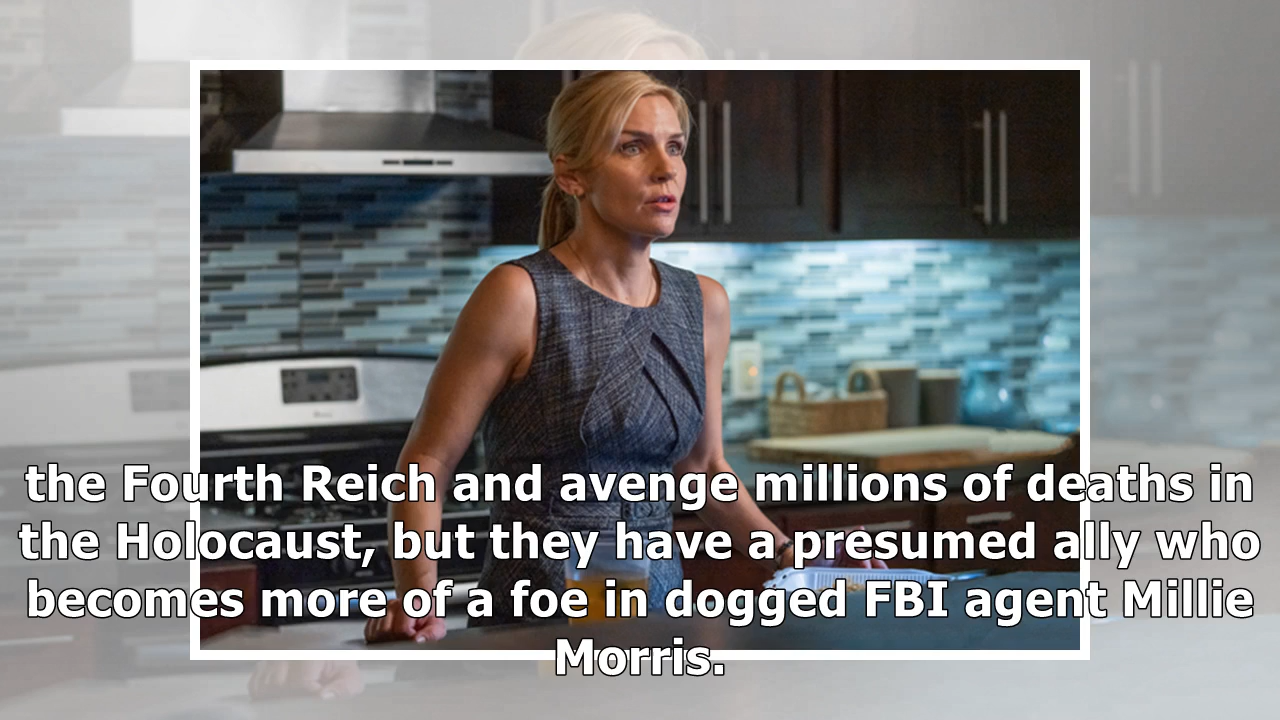 the Fourth Reich and avenge millions of deaths in
the Holocaust, but they have a presumed ally who
becomes more of a foe in dogged FBI agent Millie
Morris.